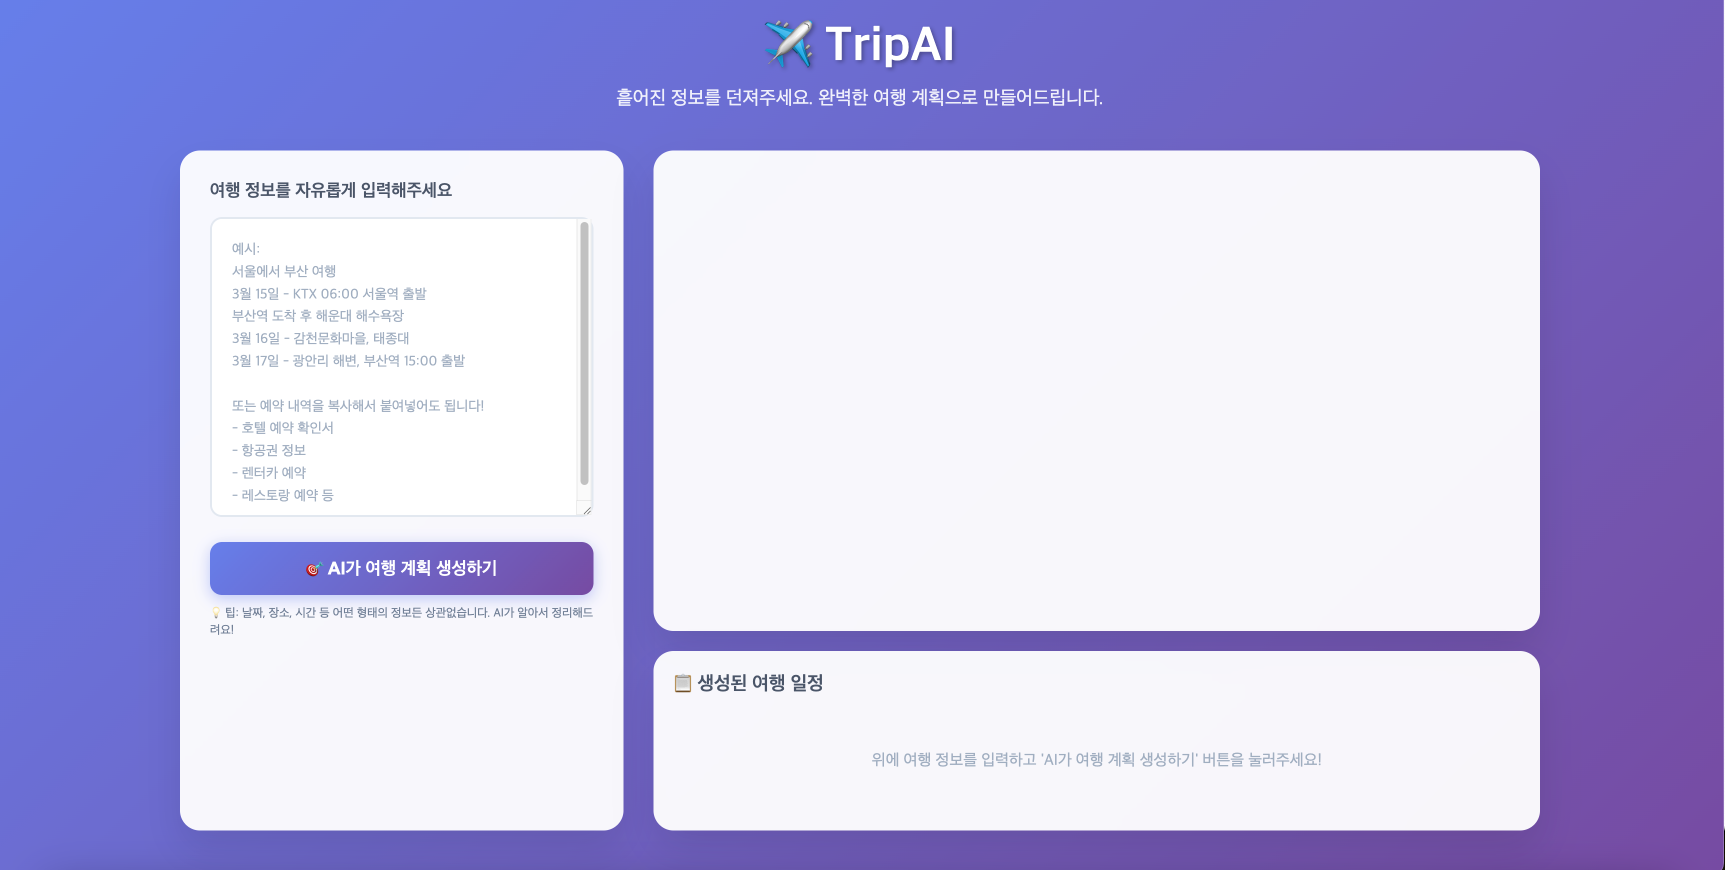 ✈️ TripAI
흩어진 정보를 던져주세요. 완벽한 여행 계획으로 만들어드립니다.
여행 정보를 자유롭게 입력해주세요
예시:
서울에서 부산 여행
3월 15일 - KTX 06:00 서울역 출발
부산역 도착 후 해운대 해수욕장
3월 16일 - 감천문화마을, 태종대
3월 17일 - 광안리 해변, 부산역 15:00 출발
또는 예약 내역을 복사해서 붙여넣어도 됩니다!
- 호텔 예약 확인서
- 항공권 정보
- 렌터카 예약
- 레스토랑 예약 등
🎯 AI가 여행 계획 생성하기
💡 팁: 날짜, 장소, 시간 등 어떤 형태의 정보든 상관없습니다. AI가 알아서 정리해드
려요!
📋 생성된 여행 일정
위에 여행 정보를 입력하고 'AI가 여행 계획 생성하기' 버튼을 눌러주세요!